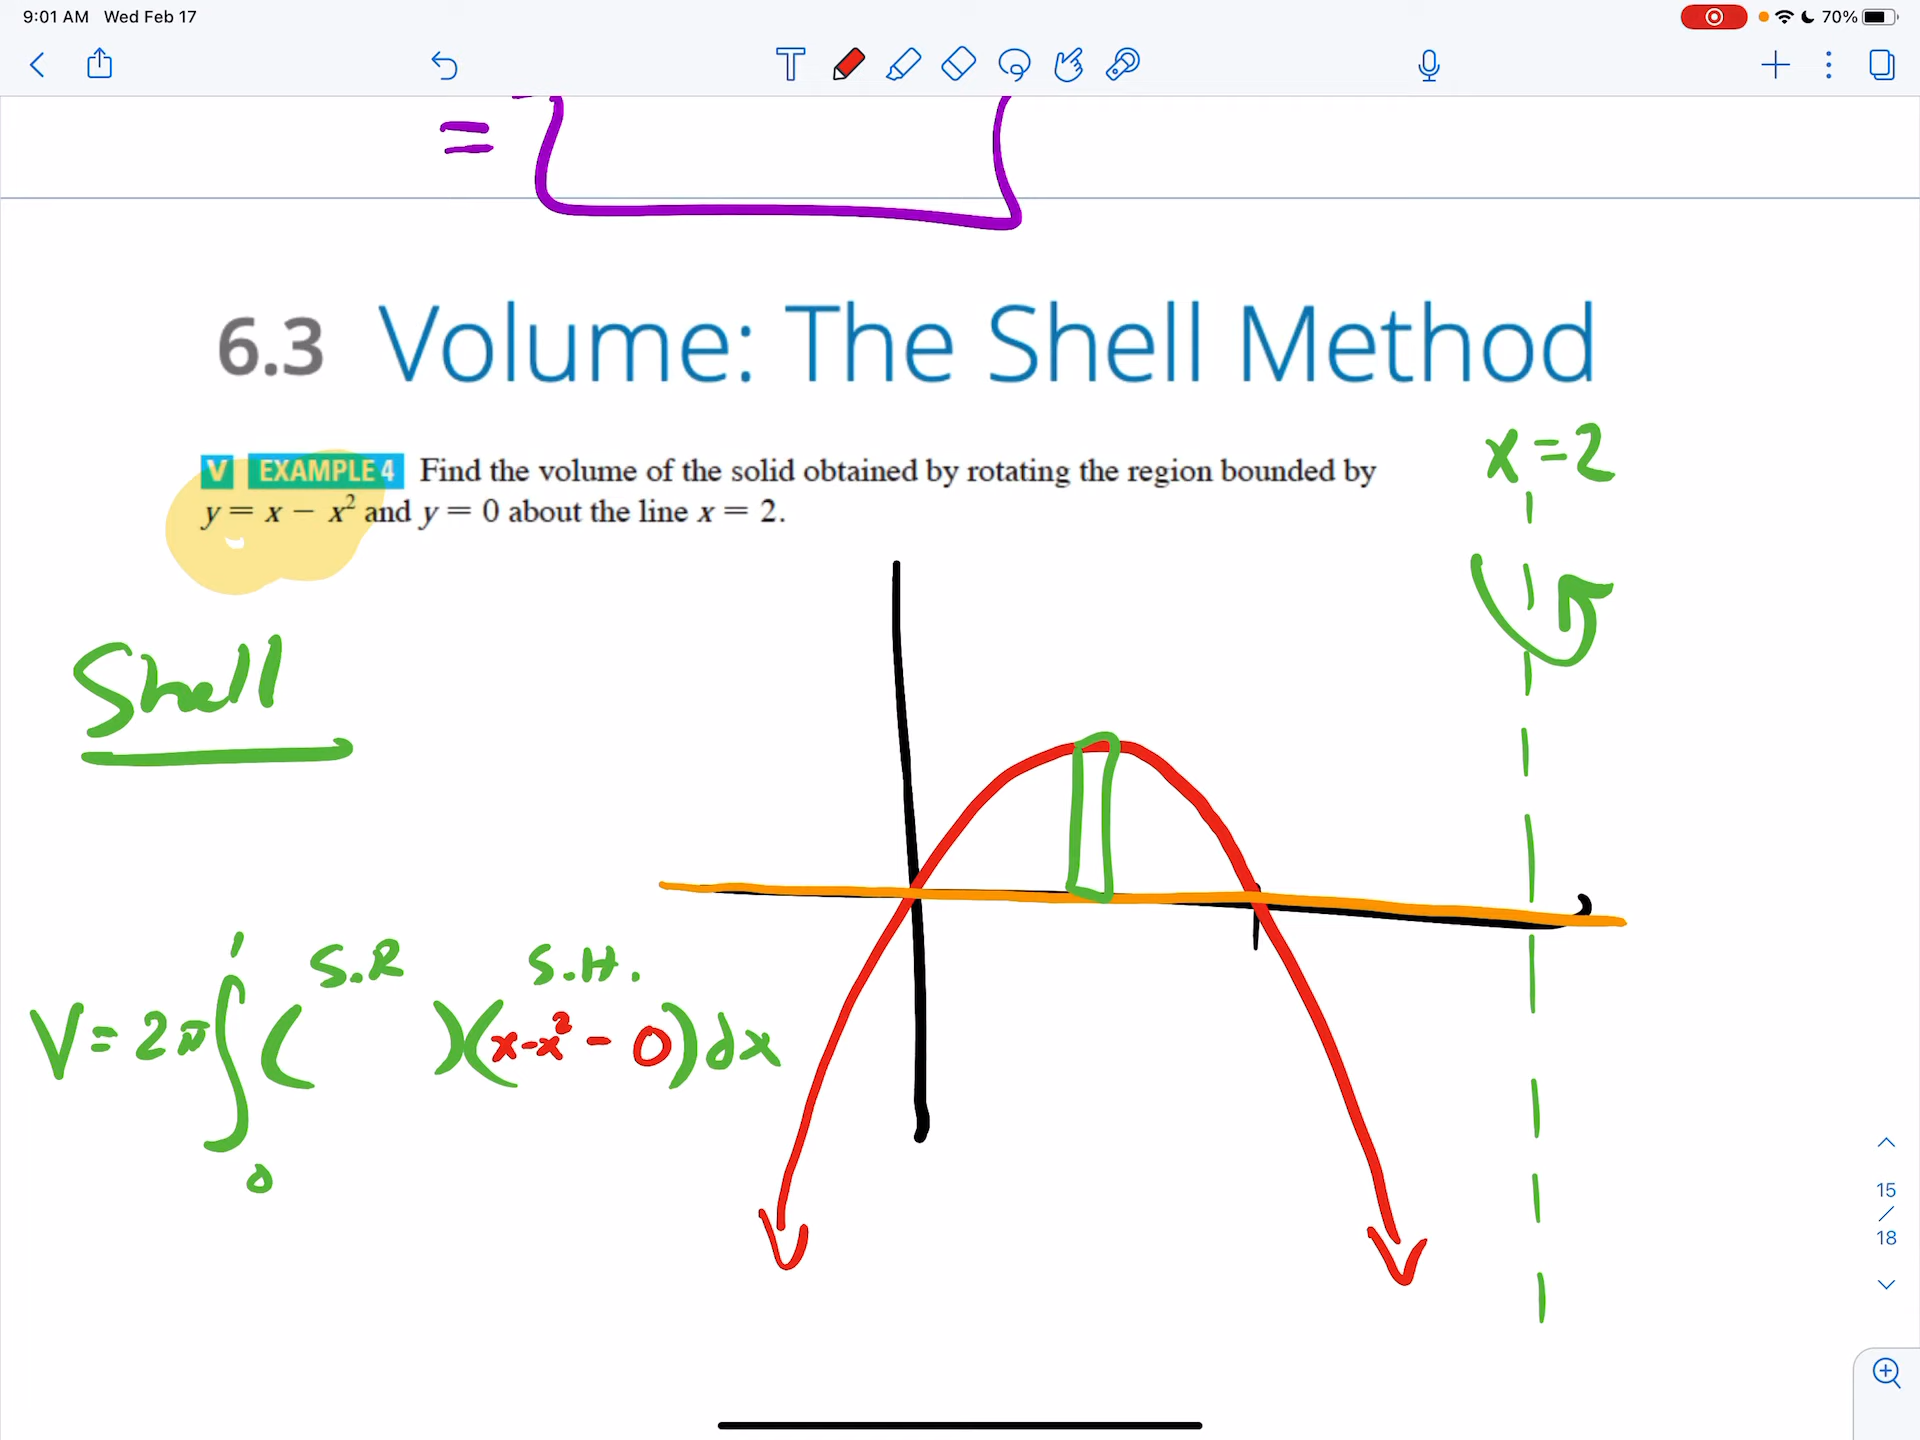 9:01 AM Wed Feb 17
70%
=
6.3 Volume: The Shell Method
V EXAMPLE 4 Find the volume of the solid obtained by rotating the region bounded by
y = x − x² and y = 0 about the line x = 2.
x = 2
Shell
S.R S.H.
V = 2π ∫₀¹ ( )(x-x² - 0) dx
15
/
18